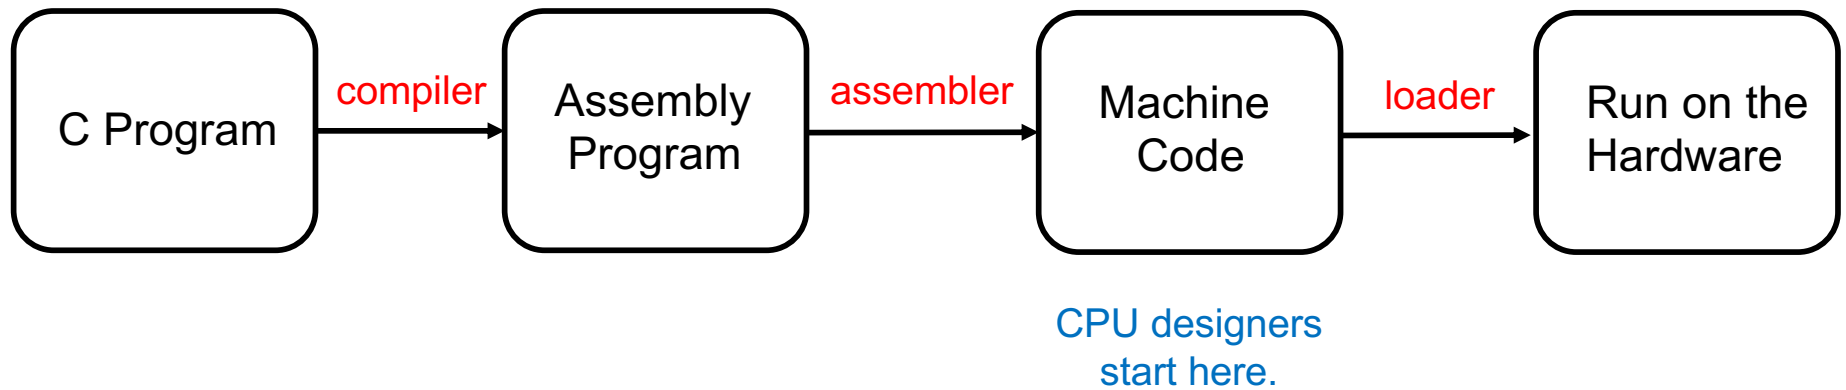 C Program
compiler
Assembly
Program
assembler
Machine
Code
loader
Run on the
Hardware
CPU designers
start here.